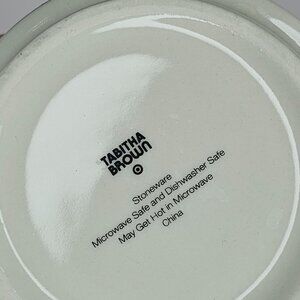 TABITHA
BROWN
Stoneware
Microwave Safe and Dishwasher Safe
May Get Hot in Microwave
China